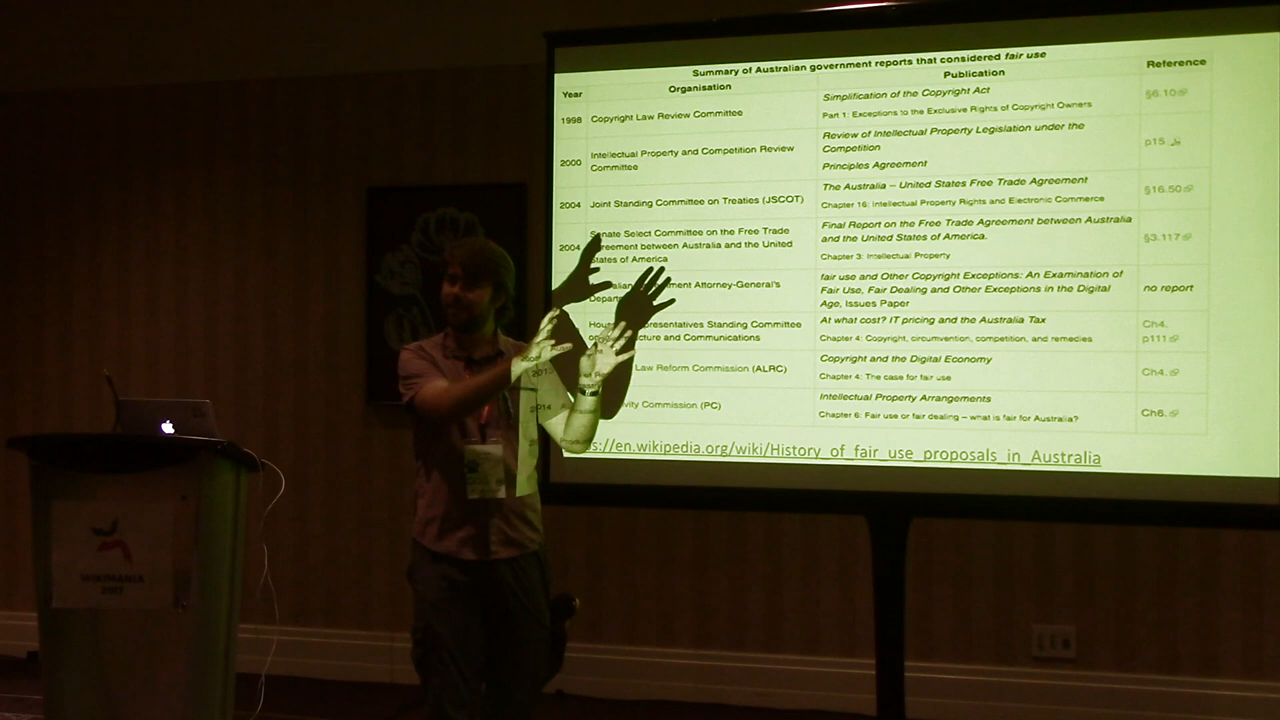 Summary of Australian government reports that considered fair use
Year Organisation Publication Reference
1998 Copyright Law Review Committee
Simplification of the Copyright Act
Part 1: Exceptions to the Exclusive Rights of Copyright Owners
§6.10
2000 Intellectual Property and Competition Review
Committee
Review of Intellectual Property Legislation under the
Competition
Principles Agreement
p15
2004 Joint Standing Committee on Treaties (JSCOT)
The Australia – United States Free Trade Agreement
Chapter 16: Intellectual Property Rights and Electronic Commerce
§16.50
2004 Senate Select Committee on the Free Trade
Agreement between Australia and the United
States of America
Final Report on the Free Trade Agreement between Australia
and the United States of America.
Chapter 3: Intellectual Property
§3.117
Attorney-General's
fair use and Other Copyright Exceptions: An Examination of
Fair Use, Fair Dealing and Other Exceptions in the Digital
Age, Issues Paper
no report
Standing Committee
and Communications
At what cost? IT pricing and the Australia Tax
Chapter 4: Copyright, circumvention, competition, and remedies
Ch4.
p111
Law Reform Commission (ALRC)
Copyright and the Digital Economy
Chapter 4: The case for fair use
Ch4.
2014
Commission (PC)
Intellectual Property Arrangements
Chapter 6: Fair use or fair dealing – what is fair for Australia?
Ch6.
s://en.wikipedia.org/wiki/History_of_fair_use_proposals_in_Australia
WIKIMANIA
2017